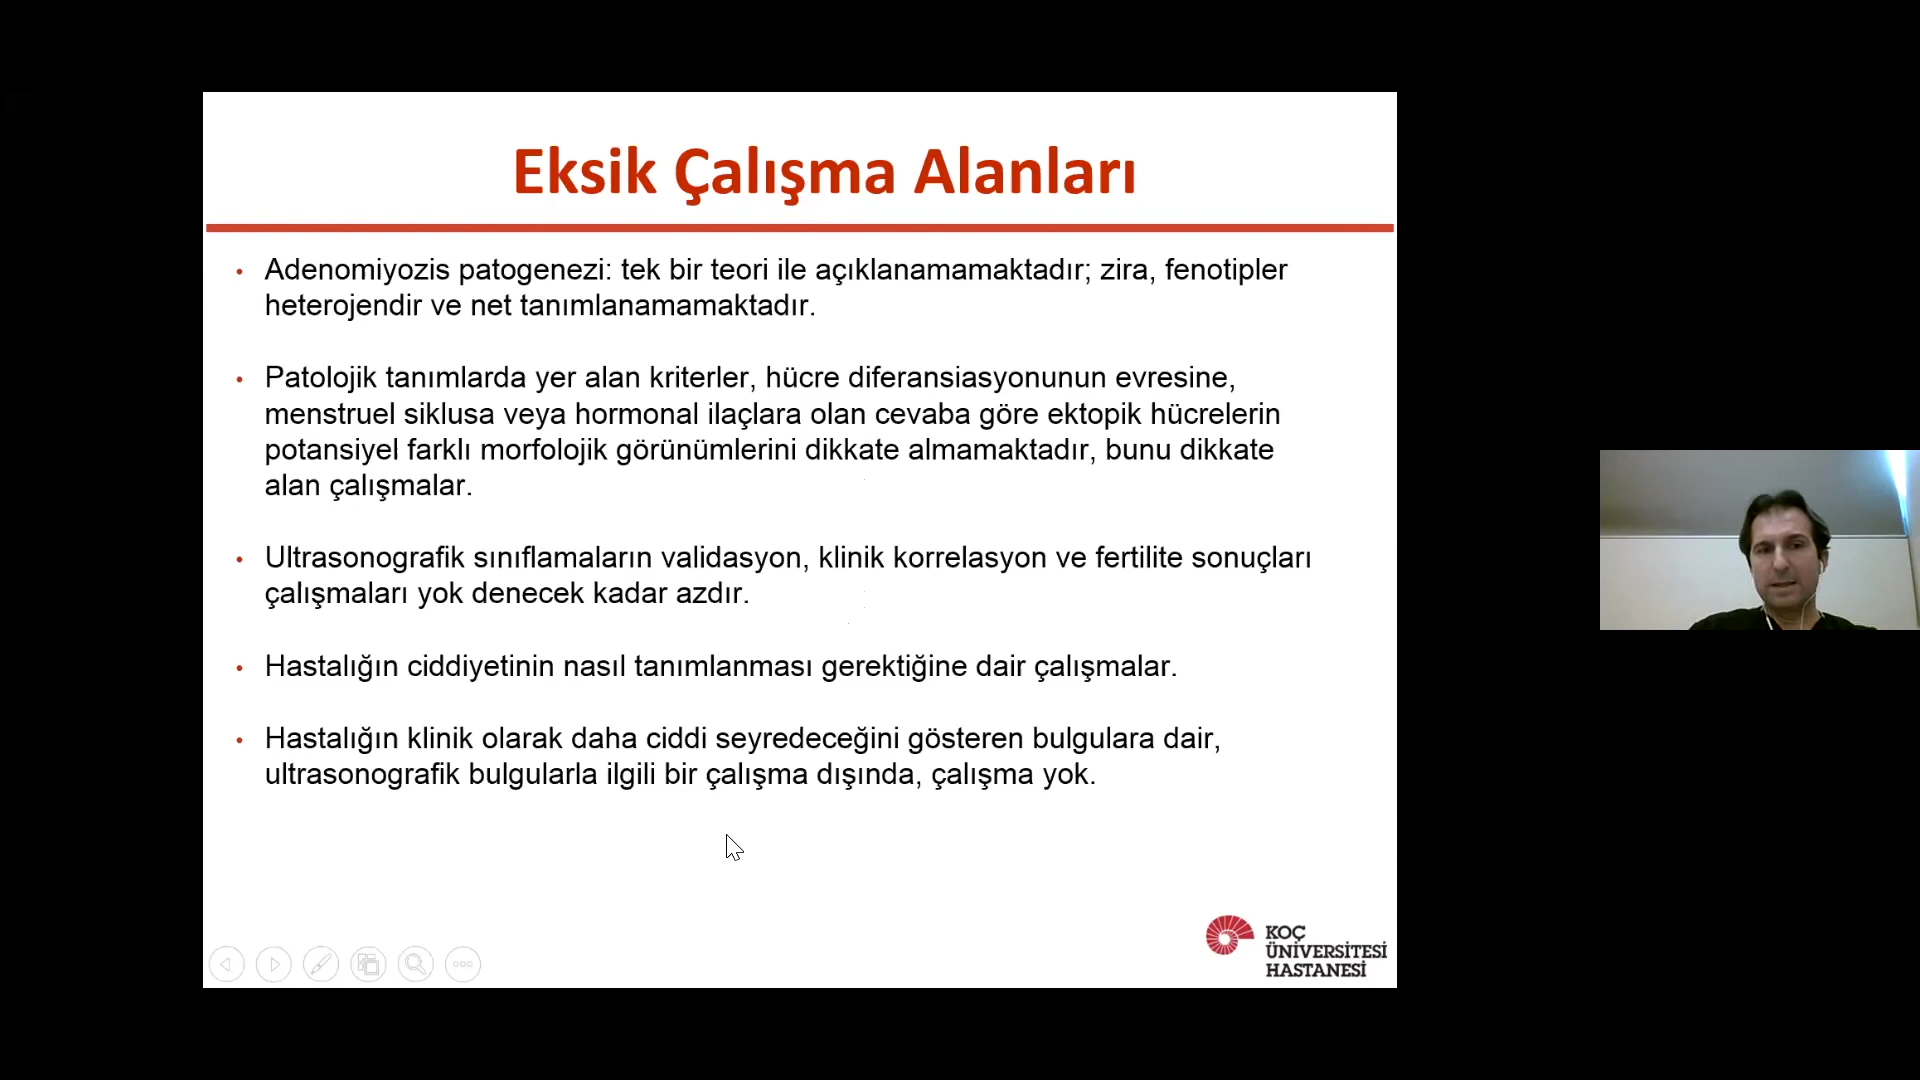 Eksik Çalışma Alanları
• Adenomiyozis patogenezi: tek bir teori ile açıklanamamaktadır; zira, fenotipler
heterojendir ve net tanımlanamamaktadır.
• Patolojik tanımlarda yer alan kriterler, hücre diferansiasyonunun evresine,
menstruel siklusa veya hormonal ilaçlara olan cevaba göre ektopik hücrelerin
potansiyel farklı morfolojik görünümlerini dikkate almamaktadır, bunu dikkate
alan çalışmalar.
• Ultrasonografik sınıflamaların validasyon, klinik korrelasyon ve fertilite sonuçları
çalışmaları yok denecek kadar azdır.
• Hastalığın ciddiyetinin nasıl tanımlanması gerektiğine dair çalışmalar.
• Hastalığın klinik olarak daha ciddi seyredeceğini gösteren bulgulara dair,
ultrasonografik bulgularla ilgili bir çalışma dışında, çalışma yok.
KOÇ
ÜNİVERSİTESİ
HASTANESİ